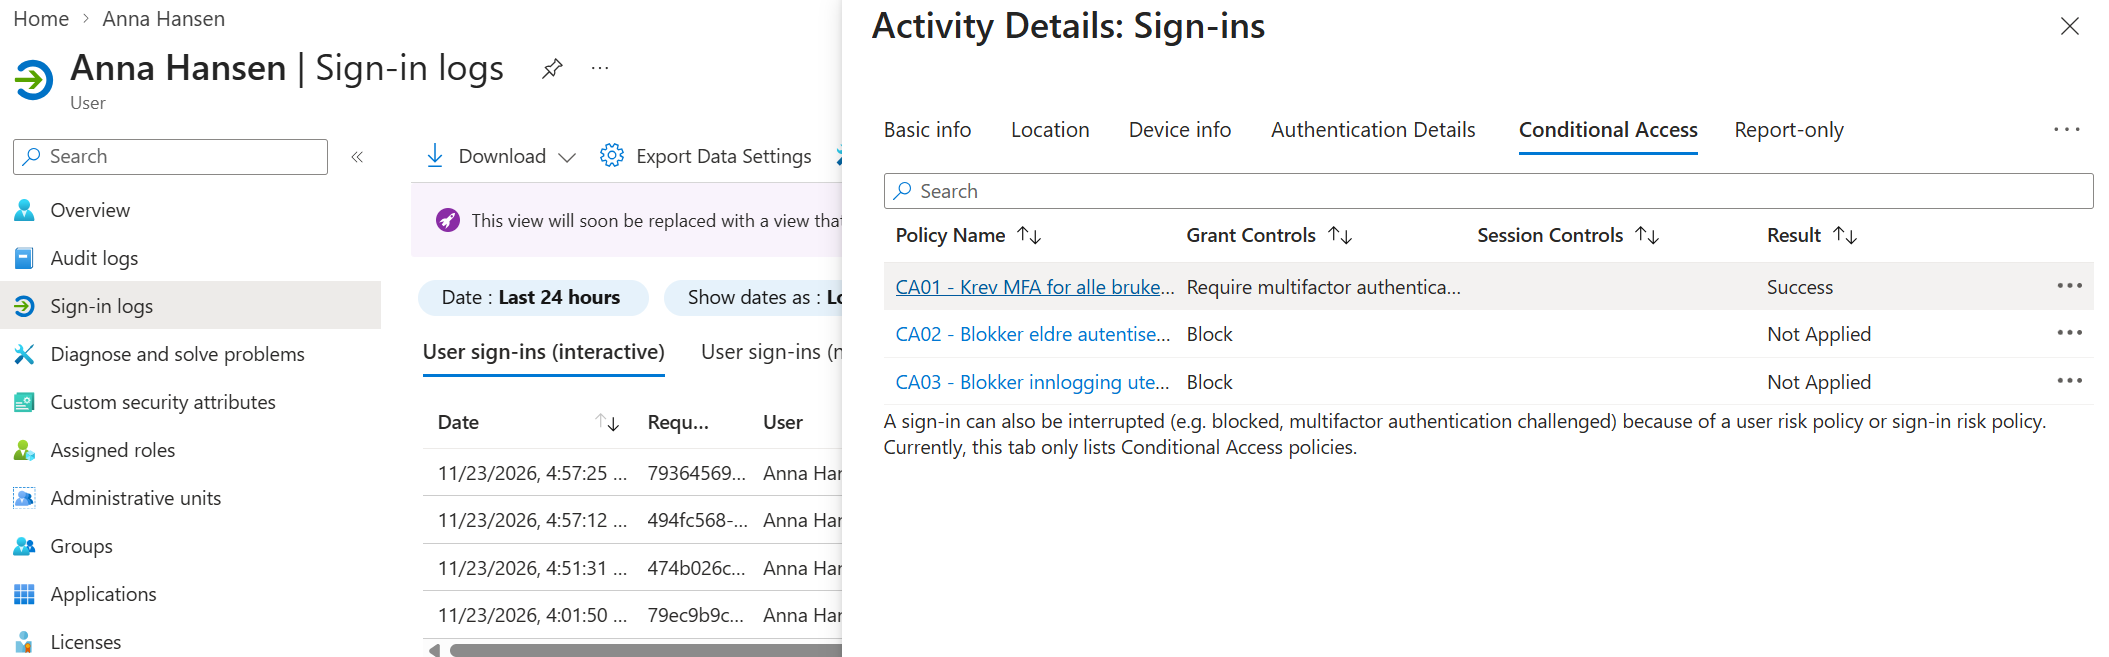 Home > Anna Hansen
Anna Hansen | Sign-in logs
User
Search
Overview
Audit logs
Sign-in logs
Diagnose and solve problems
Custom security attributes
Assigned roles
Administrative units
Groups
Applications
Licenses
Download
Export Data Settings
This view will soon be replaced with a view that
Date : Last 24 hours
Show dates as : Lo
User sign-ins (interactive)
User sign-ins (n
Date Requ... User
11/23/2026, 4:57:25 ... 79364569... Anna Har
11/23/2026, 4:57:12 ... 494fc568-... Anna Har
11/23/2026, 4:51:31 ... 474b026c... Anna Har
11/23/2026, 4:01:50 ... 79ec9b9c... Anna Har
Activity Details: Sign-ins
Basic info Location Device info Authentication Details Conditional Access Report-only
Search
Policy Name Grant Controls Session Controls Result
CA01 - Krev MFA for alle bruke... Require multifactor authentica... Success
CA02 - Blokker eldre autentise... Block Not Applied
CA03 - Blokker innlogging ute... Block Not Applied
A sign-in can also be interrupted (e.g. blocked, multifactor authentication challenged) because of a user risk policy or sign-in risk policy.
Currently, this tab only lists Conditional Access policies.